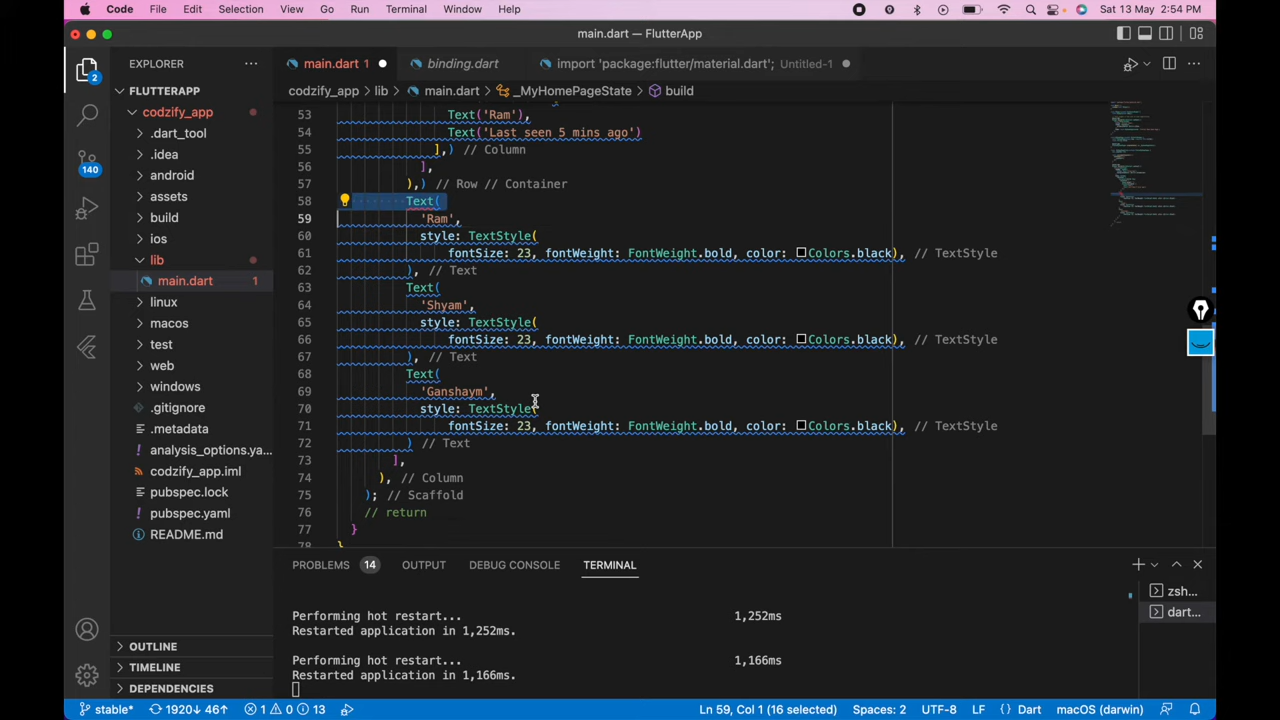 Code File Edit Selection View Go Run Terminal Window Help Sat 13 May 2:54 PM
main.dart — FlutterApp
EXPLORER
main.dart 1
binding.dart
import 'package:flutter/material.dart'; Untitled-1
codzify_app > lib > main.dart > _MyHomePageState > build
FLUTTERAPP
codzify_app
.dart_tool
.idea
android
assets
build
ios
lib
main.dart 1
linux
macos
test
web
windows
.gitignore
.metadata
analysis_options.ya...
codzify_app.iml
pubspec.lock
pubspec.yaml
README.md
OUTLINE
TIMELINE
DEPENDENCIES
2
140
53 Text('Ram'),
54 Text('Last seen 5 mins ago')
55 ],) // Column
56 ],
57 ),) // Row // Container
58 Text(
59 'Ram',
60 style: TextStyle(
61 fontSize: 23, fontWeight: FontWeight.bold, color: Colors.black), // TextStyle
62 ), // Text
63 Text(
64 'Shyam',
65 style: TextStyle(
66 fontSize: 23, fontWeight: FontWeight.bold, color: Colors.black), // TextStyle
67 ), // Text
68 Text(
69 'Ganshaym',
70 style: TextStyle(
71 fontSize: 23, fontWeight: FontWeight.bold, color: Colors.black), // TextStyle
72 ) // Text
73 ],
74 ), // Column
75 ); // Scaffold
76 // return
77 }
78 }
PROBLEMS 14 OUTPUT DEBUG CONSOLE TERMINAL
Performing hot restart... 1,252ms
Restarted application in 1,252ms.
Performing hot restart... 1,166ms
Restarted application in 1,166ms.
zsh...
dart...
stable* 1920↓ 46↑ 1 0 13 Ln 59, Col 1 (16 selected) Spaces: 2 UTF-8 LF {} Dart macOS (darwin)